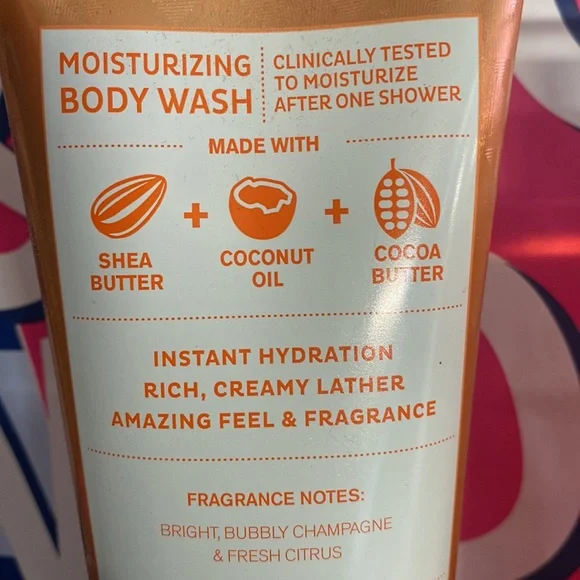 MOISTURIZING
BODY WASH
CLINICALLY TESTED
TO MOISTURIZE
AFTER ONE SHOWER
MADE WITH
SHEA
BUTTER
+
COCONUT
OIL
+
COCOA
BUTTER
INSTANT HYDRATION
RICH, CREAMY LATHER
AMAZING FEEL & FRAGRANCE
FRAGRANCE NOTES:
BRIGHT, BUBBLY CHAMPAGNE
& FRESH CITRUS